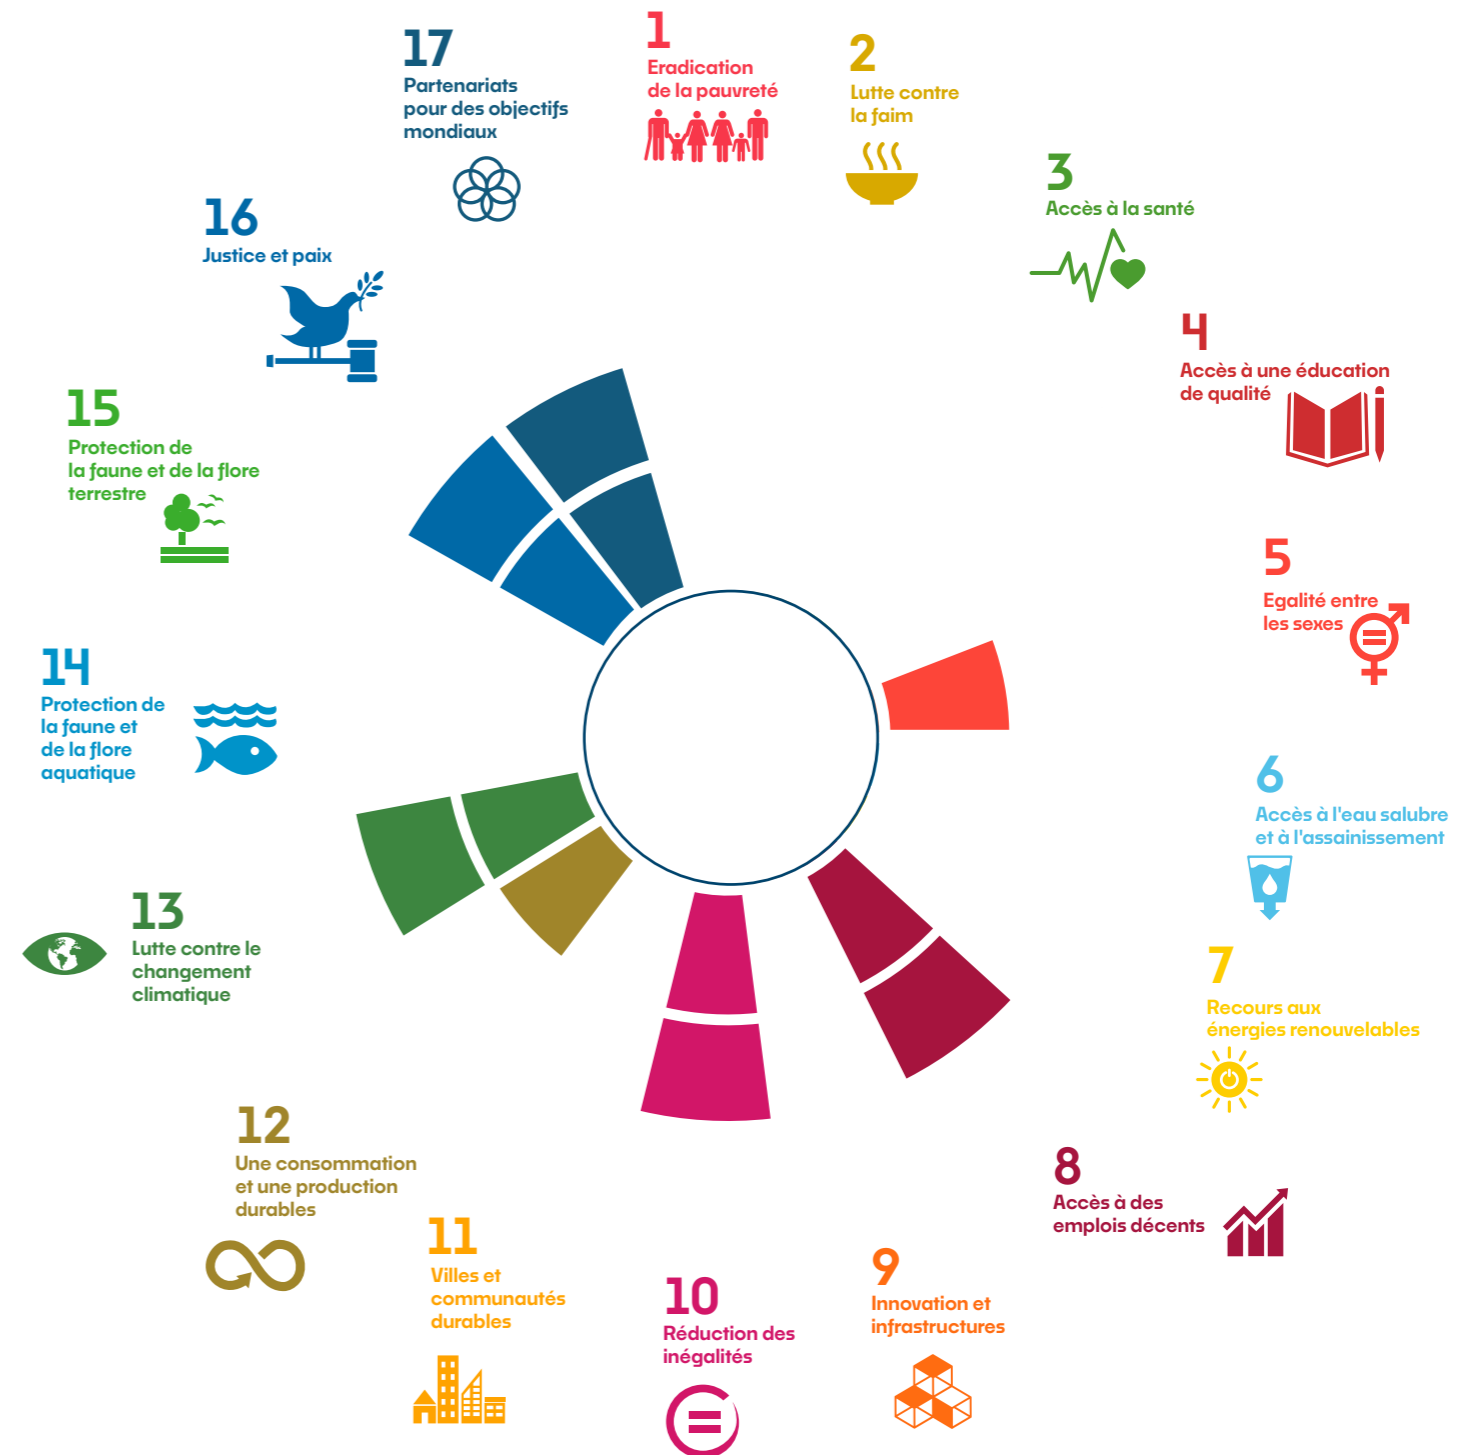 1
Eradication
de la pauvreté
2
Lutte contre
la faim
3
Accès à la santé
4
Accès à une éducation
de qualité
5
Egalité entre
les sexes
6
Accès à l'eau salubre
et à l'assainissement
7
Recours aux
énergies renouvelables
8
Accès à des
emplois décents
9
Innovation et
infrastructures
10
Réduction des
inégalités
11
Villes et
communautés
durables
12
Une consommation
et une production
durables
13
Lutte contre le
changement
climatique
14
Protection de
la faune et
de la flore
aquatique
15
Protection de
la faune et de la flore
terrestre
16
Justice et paix
17
Partenariats
pour des objectifs
mondiaux